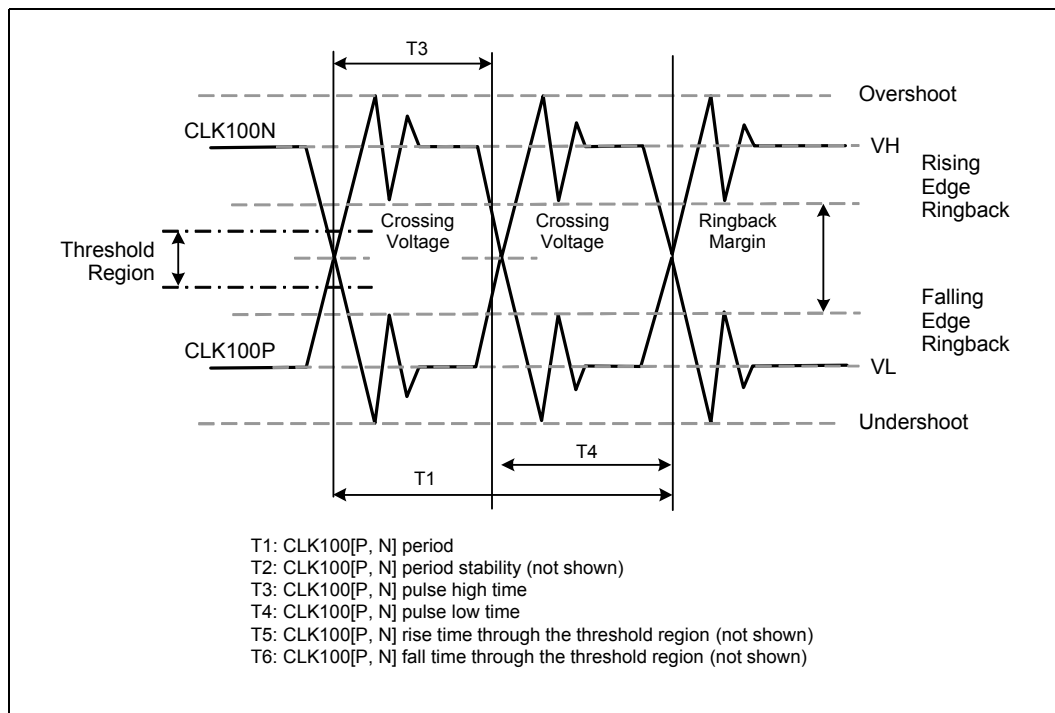 T3
Overshoot
CLK100N
VH
Rising
Edge
Ringback
Crossing
Voltage
Crossing
Voltage
Ringback
Margin
Threshold
Region
Falling
Edge
Ringback
CLK100P
VL
Undershoot
T4
T1
T1: CLK100[P, N] period
T2: CLK100[P, N] period stability (not shown)
T3: CLK100[P, N] pulse high time
T4: CLK100[P, N] pulse low time
T5: CLK100[P, N] rise time through the threshold region (not shown)
T6: CLK100[P, N] fall time through the threshold region (not shown)